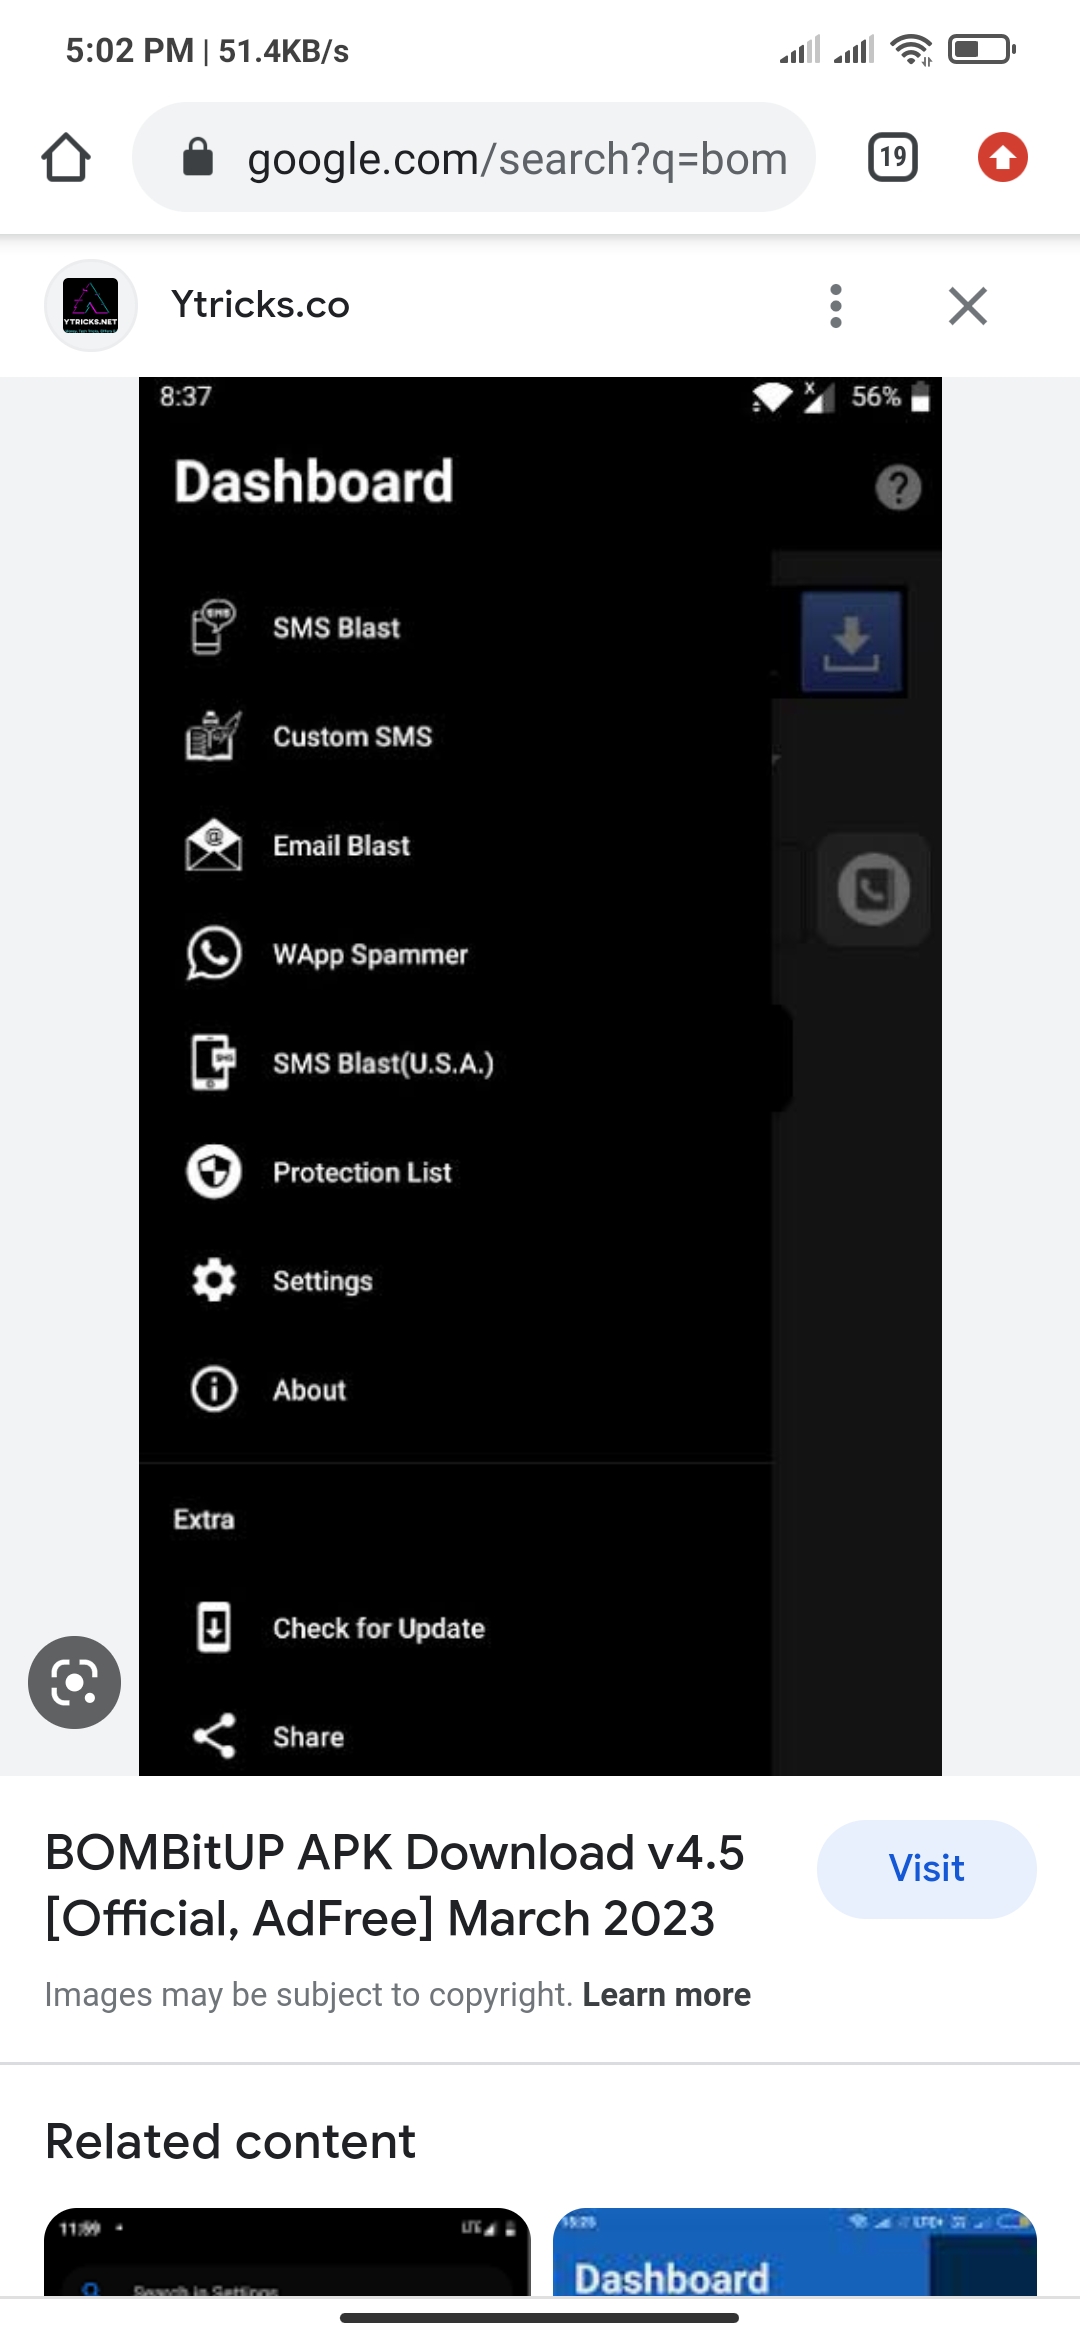 5:02 PM | 51.4KB/s
google.com/search?q=bom
19
YTRICKS.NET
Ytricks.co
8:37
X
56%
Dashboard
?
SMS
SMS Blast
Custom SMS
@
Email Blast
WApp Spammer
SMS Blast(U.S.A.)
Protection List
Settings
About
Extra
Check for Update
Share
BOMBitUP APK Download v4.5
[Official, AdFree] March 2023
Visit
Images may be subject to copyright. Learn more
Related content
11:59
LTE
Search in Settings
Dashboard